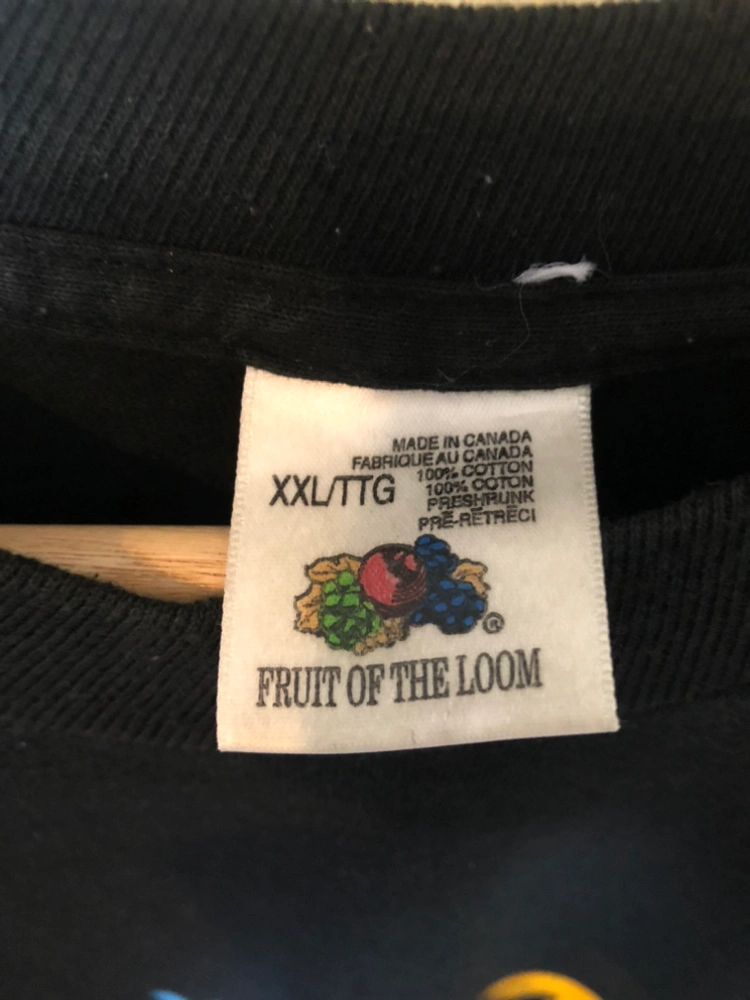 MADE IN CANADA
FABRIQUE AU CANADA
100% COTTON
XXL/TTG
100% COTON
PRESHRUNK
PRÉ-RÉTRÉCI
®
FRUIT OF THE LOOM